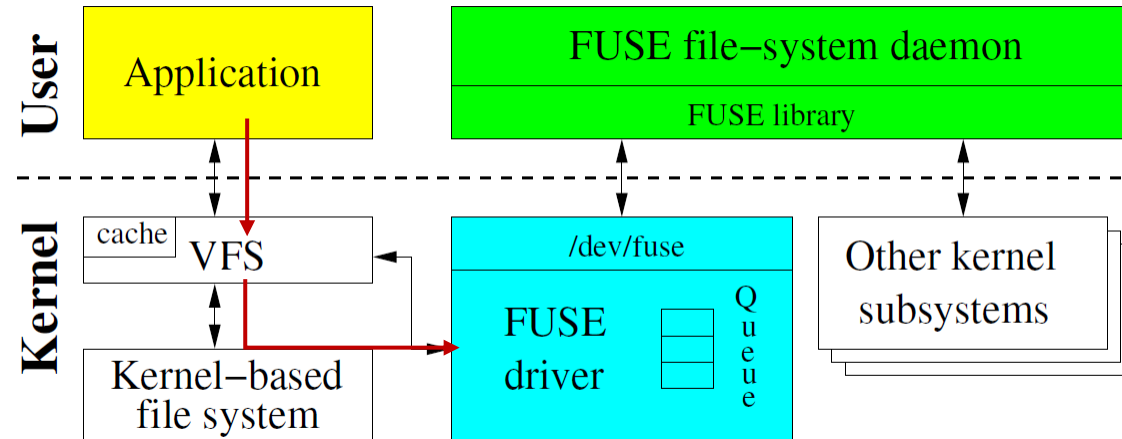 User
Application
FUSE file−system daemon
FUSE library
Kernel
cache
VFS
Kernel−based
file system
/dev/fuse
FUSE
driver
Queue
Other kernel
subsystems